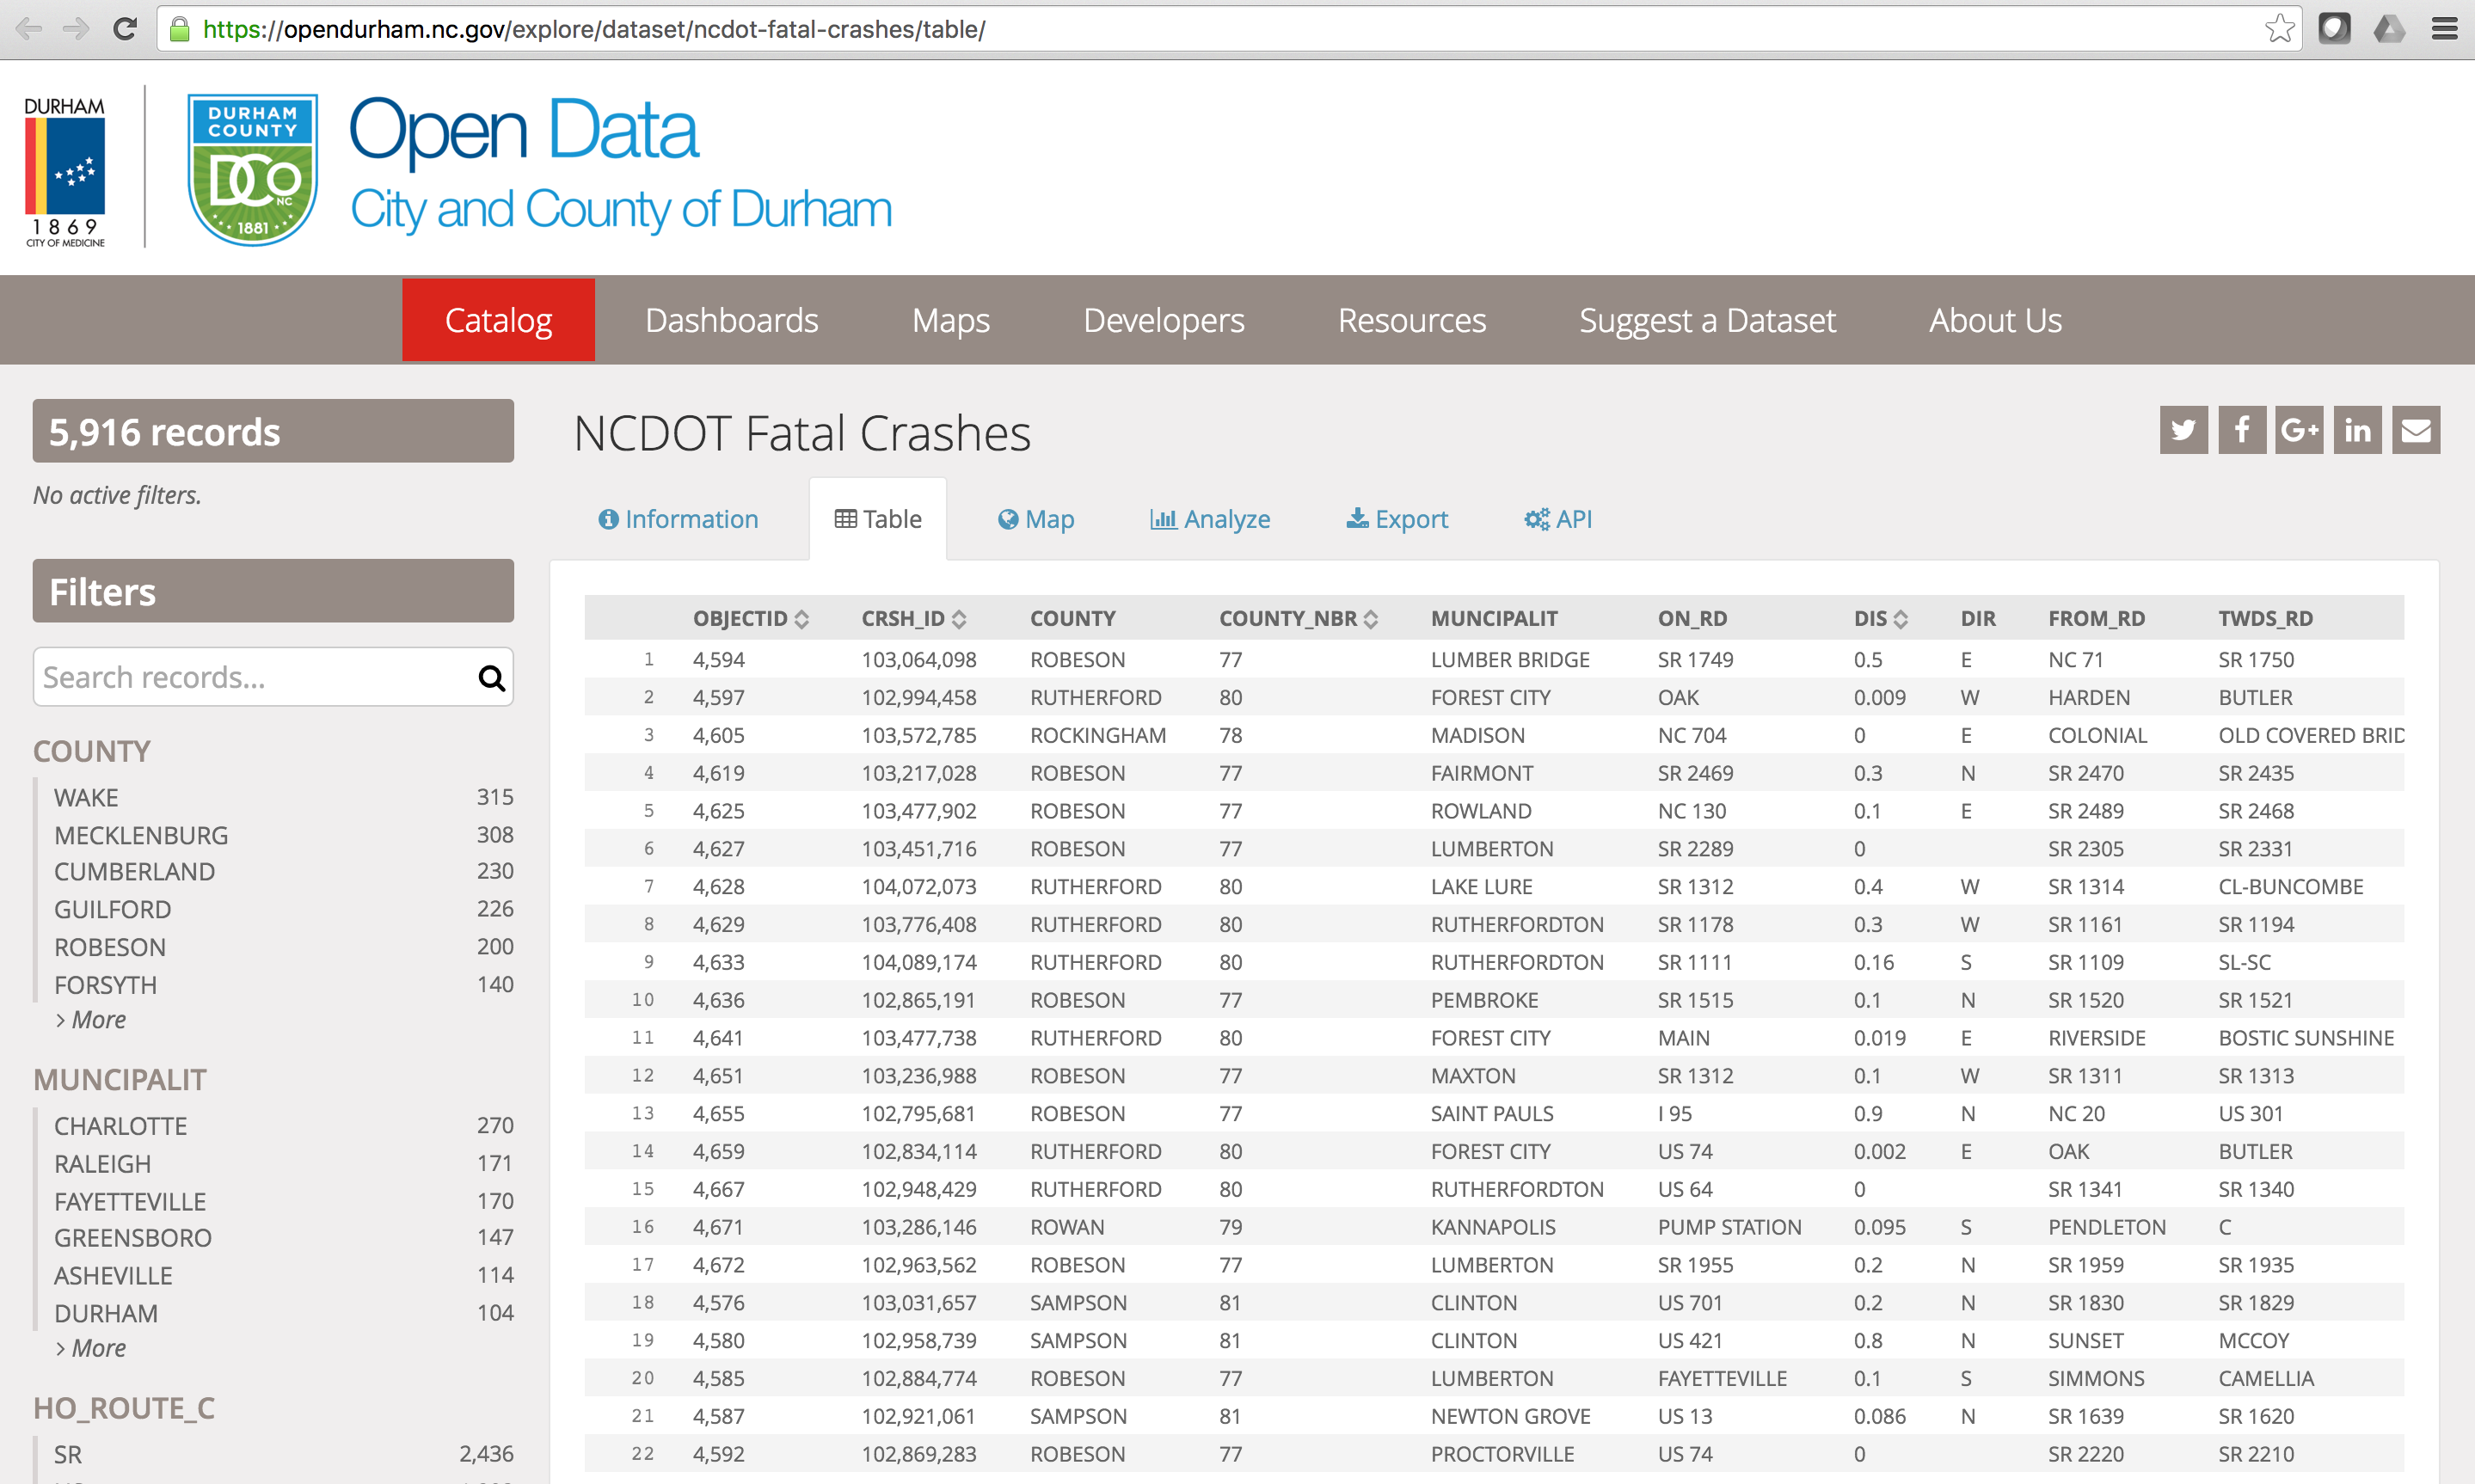 https://opendurham.nc.gov/explore/dataset/ncdot-fatal-crashes/table/
DURHAM
1869
CITY OF MEDICINE
DURHAM
COUNTY
DCO
NC
1881
Open Data
City and County of Durham
Catalog Dashboards Maps Developers Resources Suggest a Dataset About Us
5,916 records
No active filters.
Filters
Search records...
COUNTY
WAKE 315
MECKLENBURG 308
CUMBERLAND 230
GUILFORD 226
ROBESON 200
FORSYTH 140
> More
MUNCIPALIT
CHARLOTTE 270
RALEIGH 171
FAYETTEVILLE 170
GREENSBORO 147
ASHEVILLE 114
DURHAM 104
> More
HO_ROUTE_C
SR 2,436
NCDOT Fatal Crashes
f G+ in
Information Table Map Analyze Export API
OBJECTID CRSH_ID COUNTY COUNTY_NBR MUNCIPALIT ON_RD DIS DIR FROM_RD TWDS_RD
1 4,594 103,064,098 ROBESON 77 LUMBER BRIDGE SR 1749 0.5 E NC 71 SR 1750
2 4,597 102,994,458 RUTHERFORD 80 FOREST CITY OAK 0.009 W HARDEN BUTLER
3 4,605 103,572,785 ROCKINGHAM 78 MADISON NC 704 0 E COLONIAL OLD COVERED BRID
4 4,619 103,217,028 ROBESON 77 FAIRMONT SR 2469 0.3 N SR 2470 SR 2435
5 4,625 103,477,902 ROBESON 77 ROWLAND NC 130 0.1 E SR 2489 SR 2468
6 4,627 103,451,716 ROBESON 77 LUMBERTON SR 2289 0 SR 2305 SR 2331
7 4,628 104,072,073 RUTHERFORD 80 LAKE LURE SR 1312 0.4 W SR 1314 CL-BUNCOMBE
8 4,629 103,776,408 RUTHERFORD 80 RUTHERFORDTON SR 1178 0.3 W SR 1161 SR 1194
9 4,633 104,089,174 RUTHERFORD 80 RUTHERFORDTON SR 1111 0.16 S SR 1109 SL-SC
10 4,636 102,865,191 ROBESON 77 PEMBROKE SR 1515 0.1 N SR 1520 SR 1521
11 4,641 103,477,738 RUTHERFORD 80 FOREST CITY MAIN 0.019 E RIVERSIDE BOSTIC SUNSHINE
12 4,651 103,236,988 ROBESON 77 MAXTON SR 1312 0.1 W SR 1311 SR 1313
13 4,655 102,795,681 ROBESON 77 SAINT PAULS I 95 0.9 N NC 20 US 301
14 4,659 102,834,114 RUTHERFORD 80 FOREST CITY US 74 0.002 E OAK BUTLER
15 4,667 102,948,429 RUTHERFORD 80 RUTHERFORDTON US 64 0 SR 1341 SR 1340
16 4,671 103,286,146 ROWAN 79 KANNAPOLIS PUMP STATION 0.095 S PENDLETON C
17 4,672 102,963,562 ROBESON 77 LUMBERTON SR 1955 0.2 N SR 1959 SR 1935
18 4,576 103,031,657 SAMPSON 81 CLINTON US 701 0.2 N SR 1830 SR 1829
19 4,580 102,958,739 SAMPSON 81 CLINTON US 421 0.8 N SUNSET MCCOY
20 4,585 102,884,774 ROBESON 77 LUMBERTON FAYETTEVILLE 0.1 S SIMMONS CAMELLIA
21 4,587 102,921,061 SAMPSON 81 NEWTON GROVE US 13 0.086 N SR 1639 SR 1620
22 4,592 102,869,283 ROBESON 77 PROCTORVILLE US 74 0 SR 2220 SR 2210